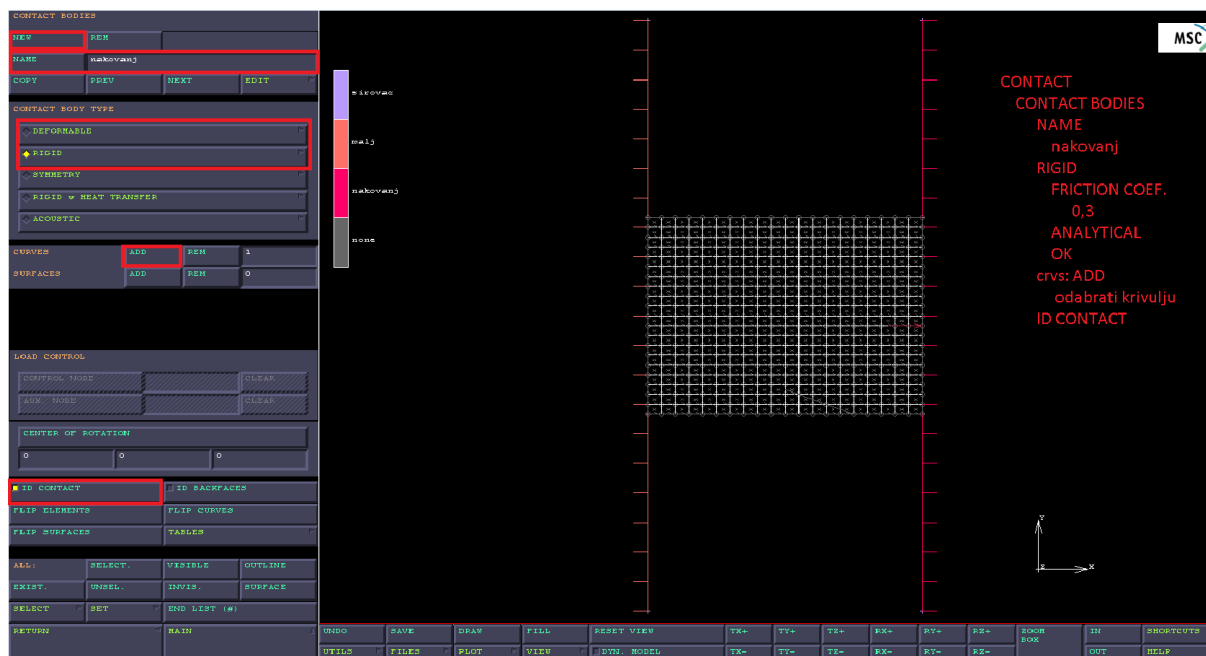 CONTACT BODIES
NEW REM
NAME nakovanj
COPY PREV NEXT EDIT
CONTACT BODY TYPE
DEFORMABLE
RIGID
SYMMETRY
RIGID w HEAT TRANSFER
ACOUSTIC
CURVES ADD REM 1
SURFACES ADD REM 0
LOAD CONTROL
CONTROL NODE CLEAR
AUX. NODE CLEAR
CENTER OF ROTATION
0 0 0
ID CONTACT ID BACKFACES
FLIP ELEMENTS FLIP CURVES
FLIP SURFACES TABLES
ALL: SELECT. VISIBLE OUTLINE
EXIST. UNSEL. INVIS. SURFACE
SELECT SET END LIST (#)
RETURN MAIN
sirovac
malj
nakovanj
none
MSC
CONTACT
CONTACT BODIES
NAME
nakovanj
RIGID
FRICTION COEF.
0,3
ANALYTICAL
OK
crvs: ADD
odabrati krivulju
ID CONTACT
Y
Z X
UNDO SAVE DRAW FILL RESET VIEW TX+ TY+ TZ+ RX+ RY+ RZ+ ZOOM BOX IN SHORTCUTS
UTILS FILES PLOT VIEW DYN. MODEL TX- TY- TZ- RX- RY- RZ- OUT HELP